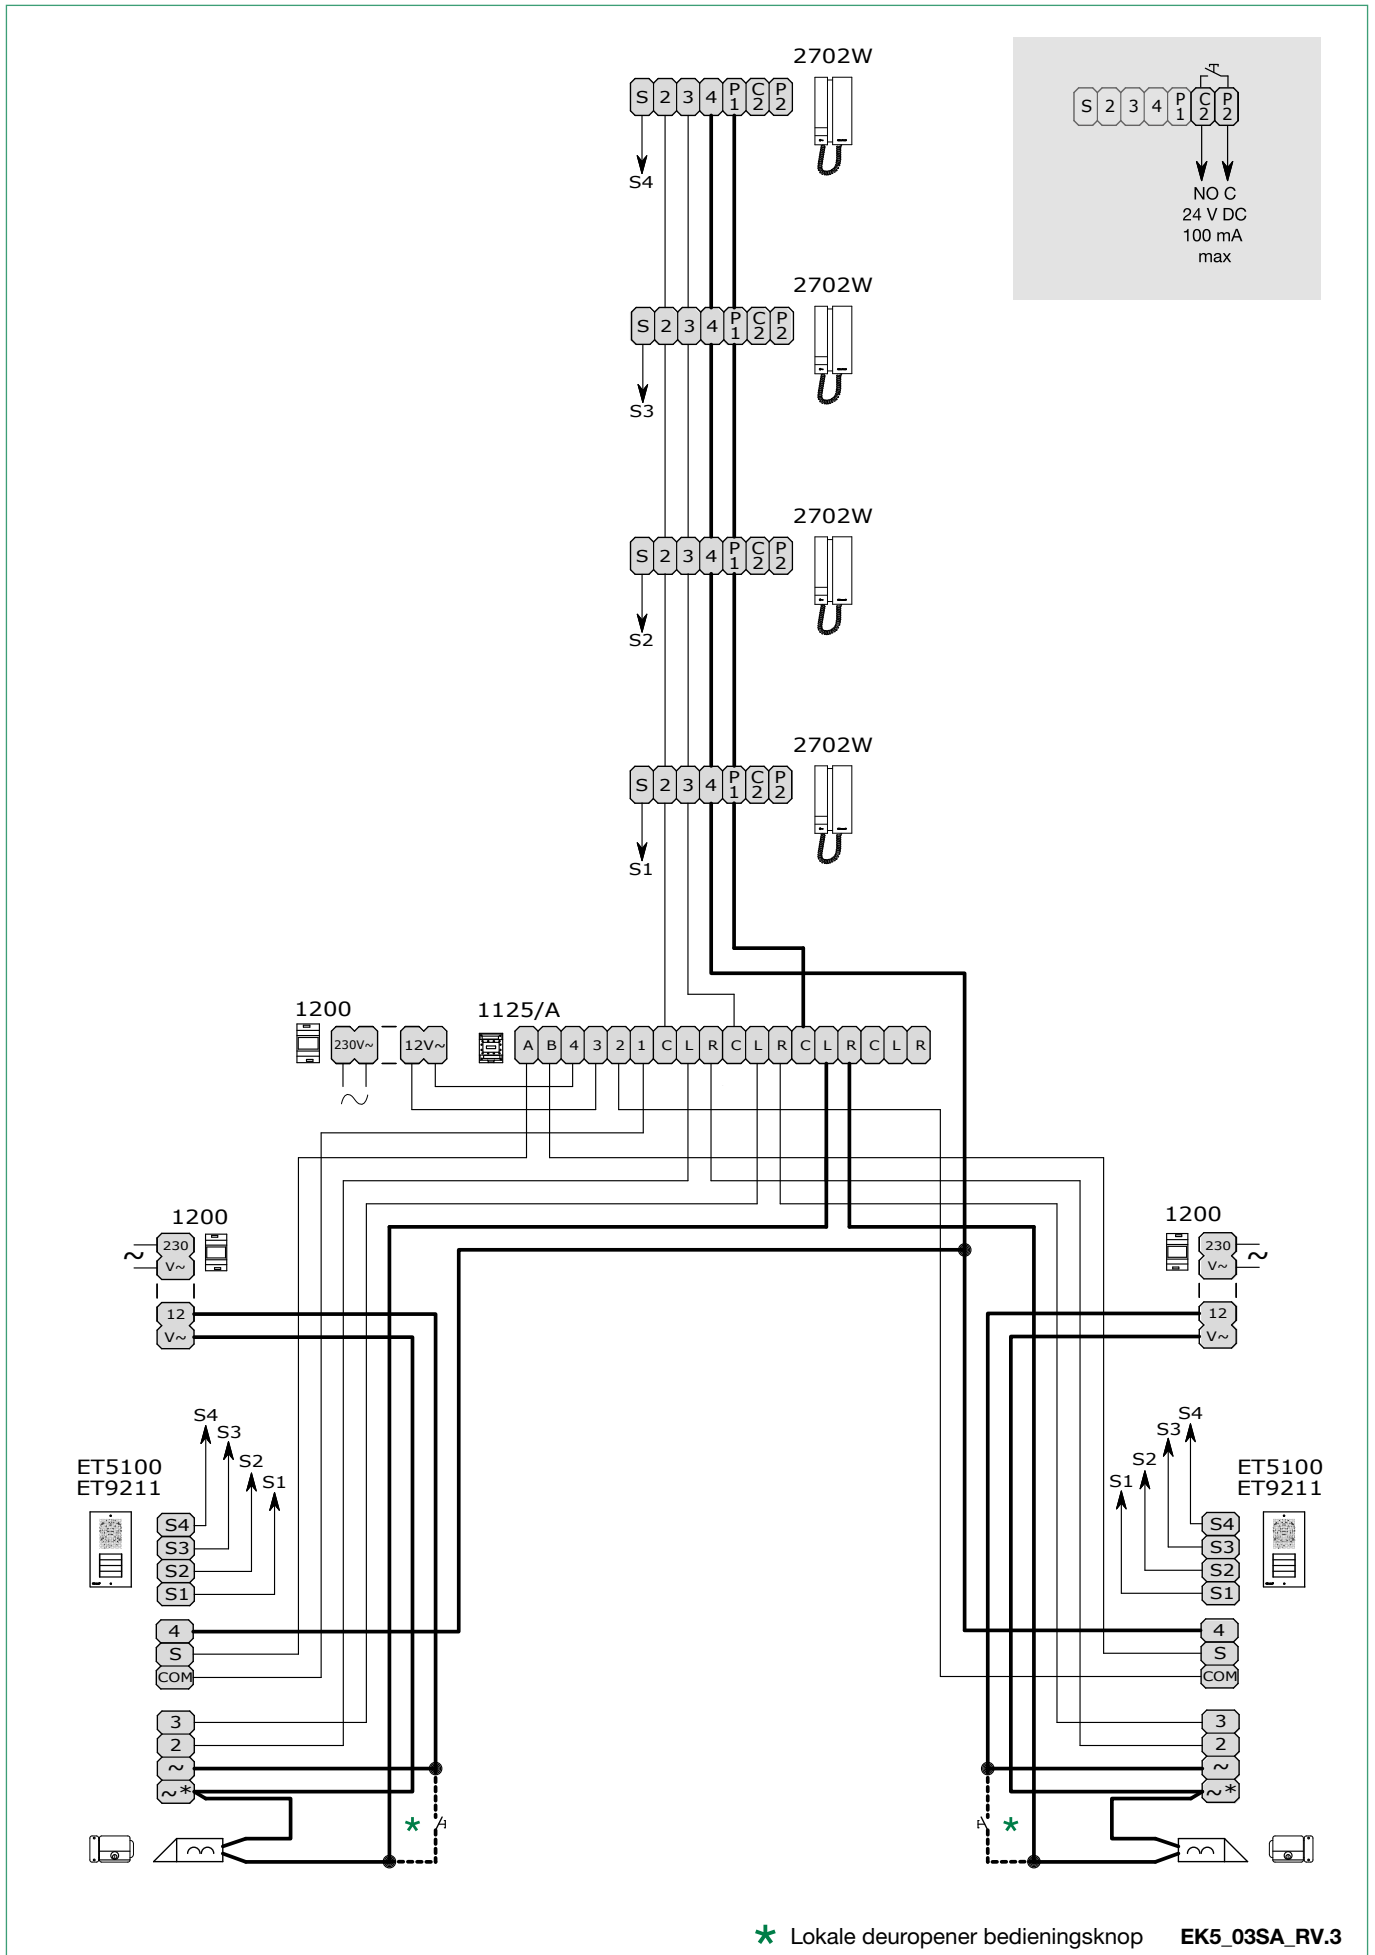 2702W
S 2 3 4 P1 C2 P2
S4
S 2 3 4 P1 C2 P2
NO C
24 V DC
100 mA
max
2702W
S 2 3 4 P1 C2 P2
S3
2702W
S 2 3 4 P1 C2 P2
S2
2702W
S 2 3 4 P1 C2 P2
S1
1200
1125/A
230V~ 12V~
A B 4 3 2 1 C L R C L R C L R C L R
~
1200
230
V~
~
12
V~
1200
230
V~
~
12
V~
S4
S3
S2
S1
ET5100
ET9211
S4
S3
S2
S1
4
S
COM
3
2
~
~*
*
S4
S3
S2
S1
ET5100
ET9211
S4
S3
S2
S1
4
S
COM
3
2
~
~*
*
* Lokale deuropener bedieningsknop EK5_03SA_RV.3